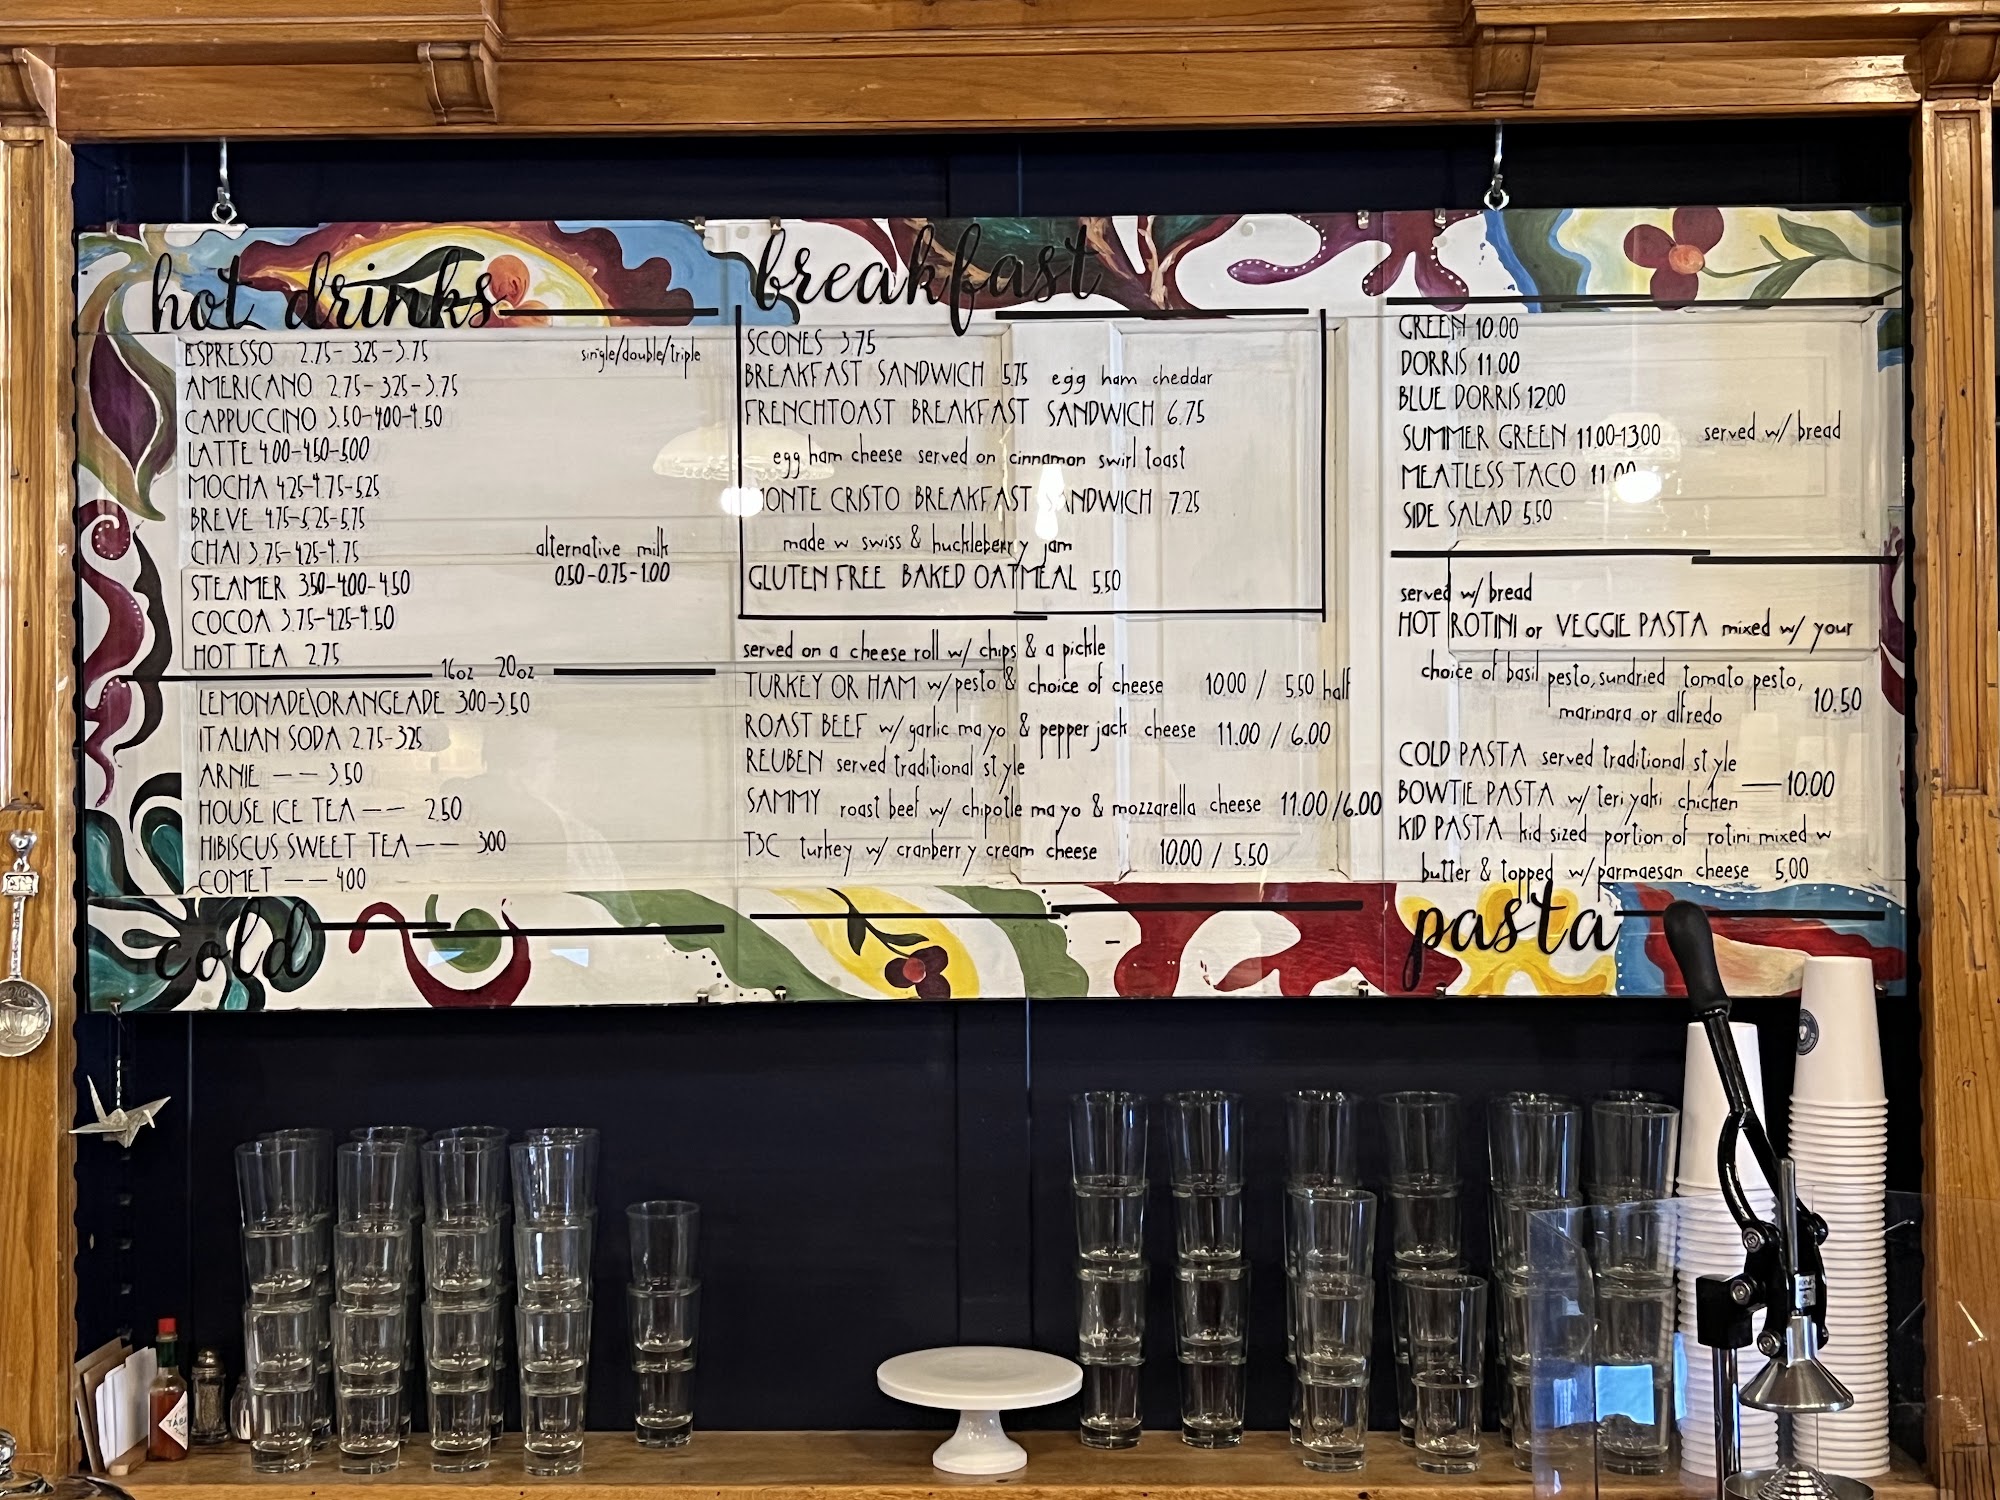 hot drinks
ESPRESSO 2.75-3.25-3.75 single/double/triple
AMERICANO 2.75-3.25-3.75
CAPPUCCINO 3.50-4.00-4.50
LATTE 4.00-4.50-5.00
MOCHA 4.25-4.75-5.25
BREVE 4.75-5.25-5.75
CHAI 3.75-4.25-4.75
alternative milk
0.50-0.75-1.00
STEAMER 3.50-4.00-4.50
COCOA 3.75-4.25-4.50
HOT TEA 2.75
16oz 20oz
LEMONADE\ORANGEADE 3.00-3.50
ITALIAN SODA 2.75-3.25
ARNIE -- 3.50
HOUSE ICE TEA -- 2.50
HIBISCUS SWEET TEA -- 3.00
COMET -- 4.00
cold
breakfast
SCONES 3.75
BREAKFAST SANDWICH 5.75 egg ham cheddar
FRENCHTOAST BREAKFAST SANDWICH 6.75
egg ham cheese served on cinnamon swirl toast
MONTE CRISTO BREAKFAST SANDWICH 7.25
made w swiss & huckleberry jam
GLUTEN FREE BAKED OATMEAL 5.50
served on a cheese roll w/ chips & a pickle
TURKEY OR HAM w/ pesto & choice of cheese 10.00 / 5.50 half
ROAST BEEF w/ garlic mayo & pepper jack cheese 11.00 / 6.00
REUBEN served traditional style
SAMMY roast beef w/ chipotle mayo & mozzarella cheese 11.00 /6.00
T3C turkey w/ cranberry cream cheese 10.00 / 5.50
GREEN 10.00
DORRIS 11.00
BLUE DORRIS 12.00
SUMMER GREEN 11.00-13.00 served w/ bread
MEATLESS TACO 11.00
SIDE SALAD 5.50
served w/ bread
HOT ROTINI or VEGGIE PASTA mixed w/ your
choice of basil pesto, sundried tomato pesto,
marinara or alfredo 10.50
COLD PASTA served traditional style
BOWTIE PASTA w/ teriyaki chicken — 10.00
KID PASTA kid sized portion of rotini mixed w
butter & topped w/ parmaesan cheese 5.00
pasta